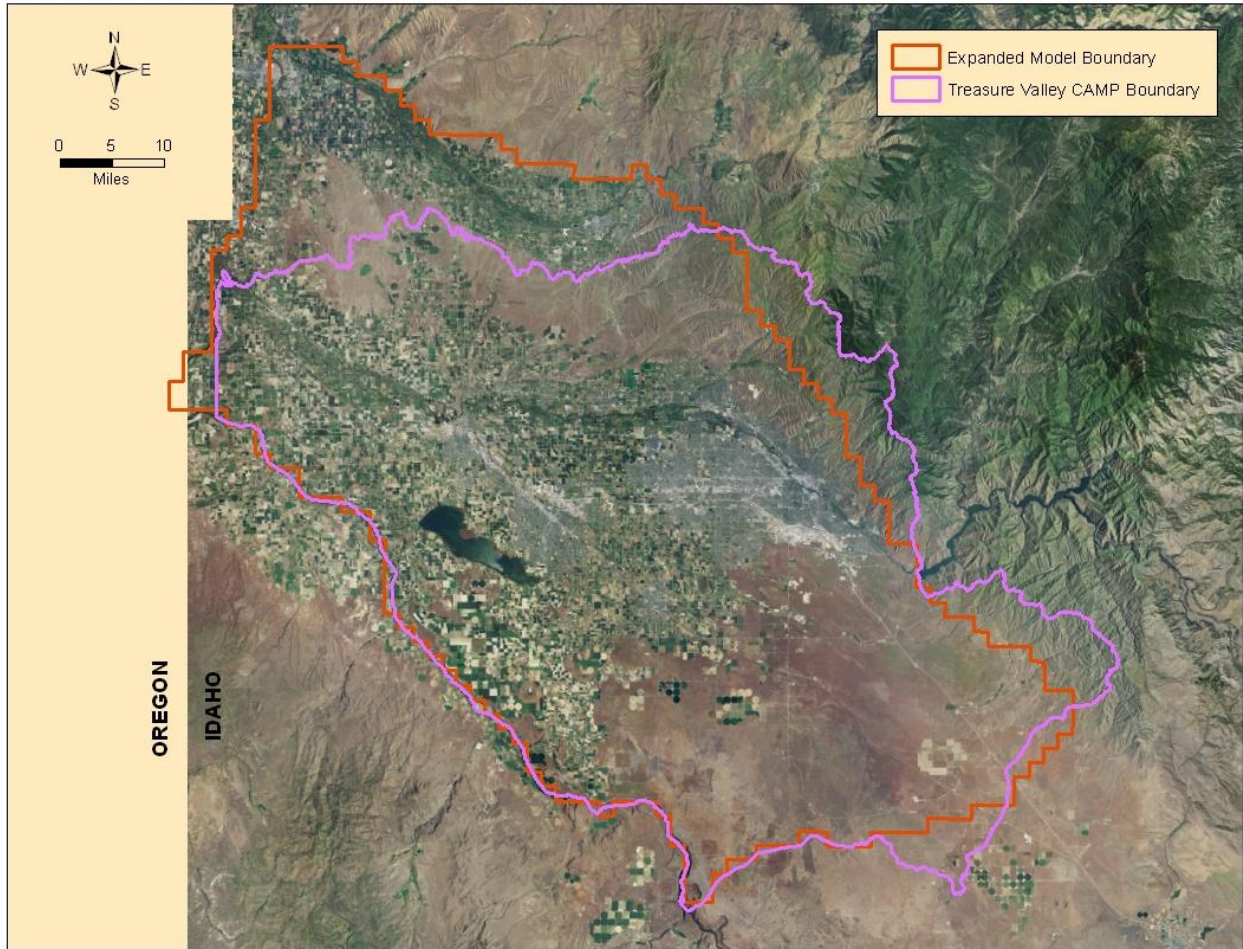 N
W E
S
0 5 10
Miles
Expanded Model Boundary
Treasure Valley CAMP Boundary
OREGON
IDAHO